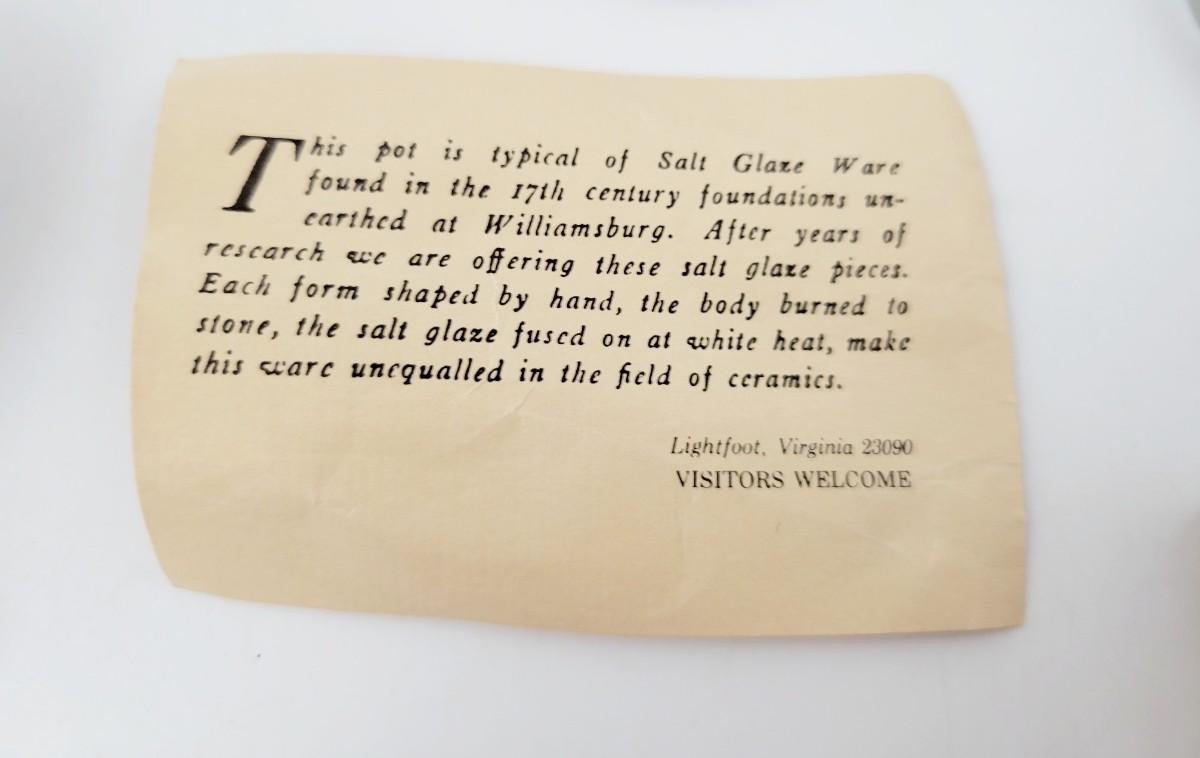 This pot is typical of Salt Glaze Ware
found in the 17th century foundations un-
earthed at Williamsburg. After years of
research we are offering these salt glaze pieces.
Each form shaped by hand, the body burned to
stone, the salt glaze fused on at white heat, make
this ware unequalled in the field of ceramics.
Lightfoot, Virginia 23090
VISITORS WELCOME